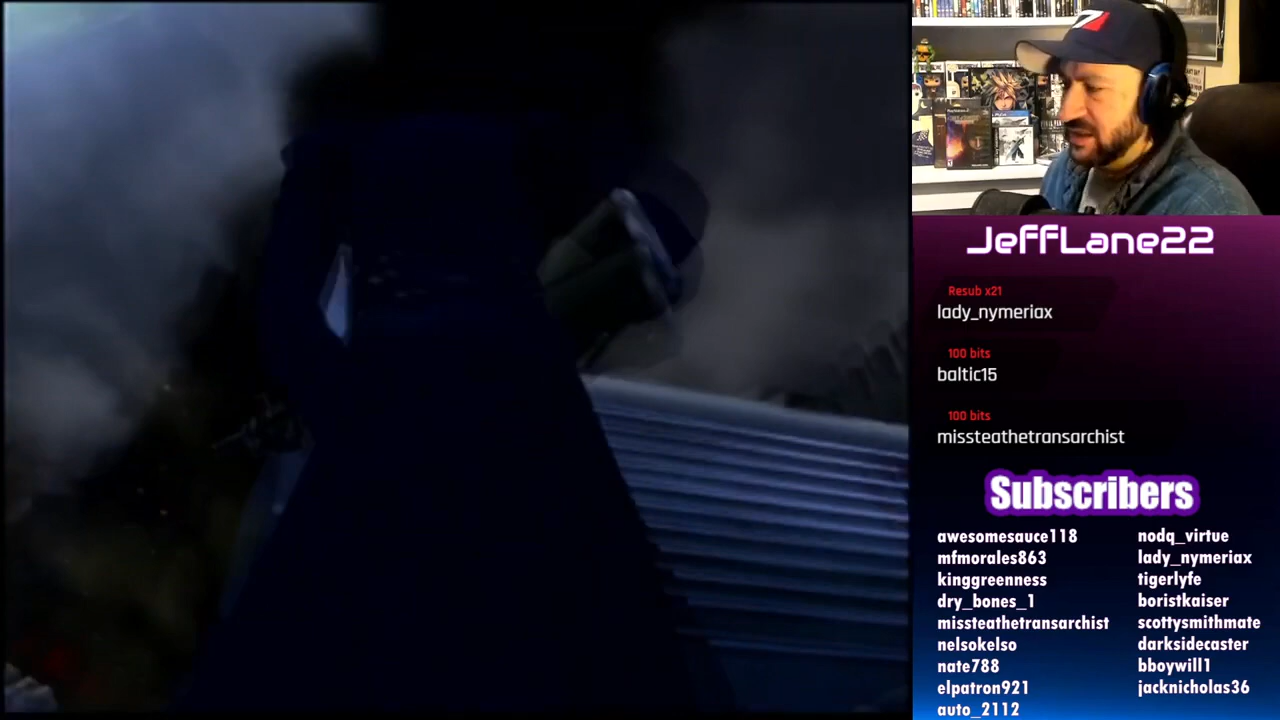 JeffLane22
Resub x21
lady_nymeriax
100 bits
baltic15
100 bits
missteathetransarchist
Subscribers
awesomesauce118
mfmorales863
kinggreenness
dry_bones_1
missteathetransarchist
nelsokelso
nate788
elpatron921
auto_2112
nodq_virtue
lady_nymeriax
tigerlyfe
boristkaiser
scottysmithmate
darksidecaster
bboywill1
jacknicholas36